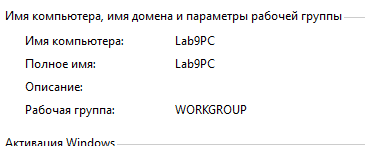 Имя компьютера, имя домена и параметры рабочей группы
Имя компьютера: Lab9PC
Полное имя: Lab9PC
Описание:
Рабочая группа: WORKGROUP
Активация Windows